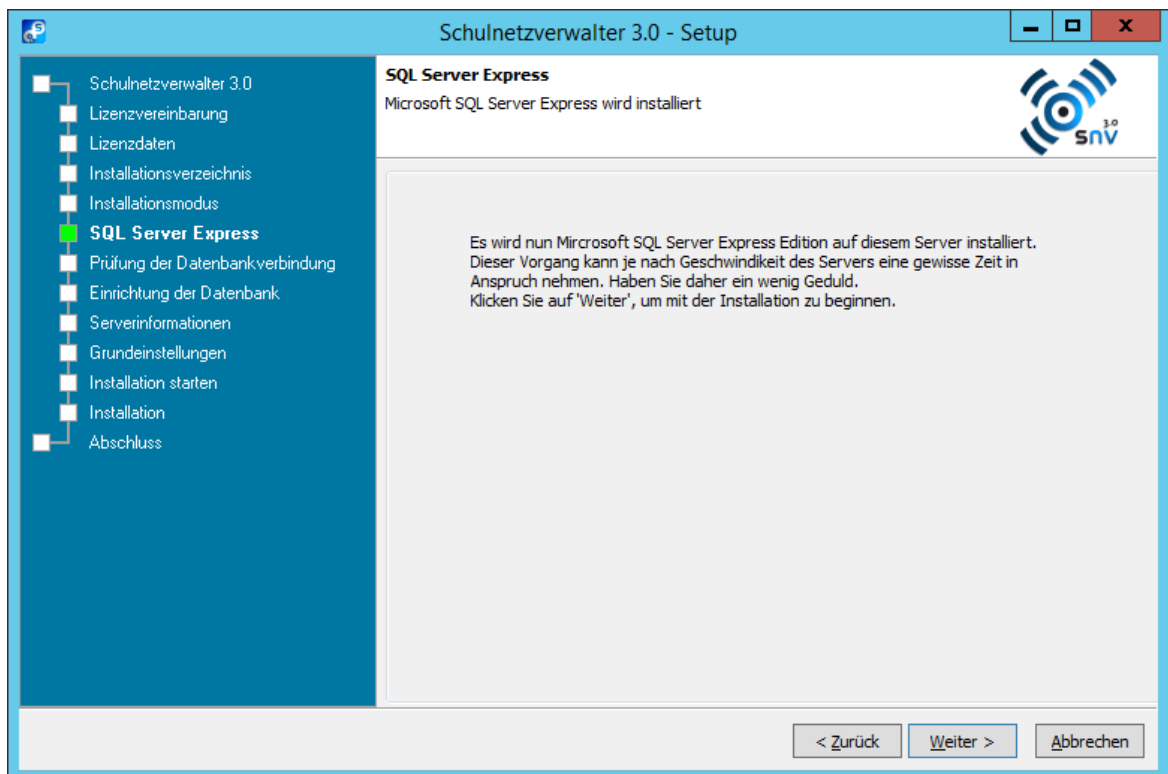 Schulnetzverwalter 3.0 - Setup
Schulnetzverwalter 3.0
Lizenzvereinbarung
Lizenzdaten
Installationsverzeichnis
Installationsmodus
SQL Server Express
Prüfung der Datenbankverbindung
Einrichtung der Datenbank
Serverinformationen
Grundeinstellungen
Installation starten
Installation
Abschluss
SQL Server Express
Microsoft SQL Server Express wird installiert
3.0
snv
Es wird nun Mircrosoft SQL Server Express Edition auf diesem Server installiert.
Dieser Vorgang kann je nach Geschwindikeit des Servers eine gewisse Zeit in
Anspruch nehmen. Haben Sie daher ein wenig Geduld.
Klicken Sie auf 'Weiter', um mit der Installation zu beginnen.
< Zurück Weiter > Abbrechen